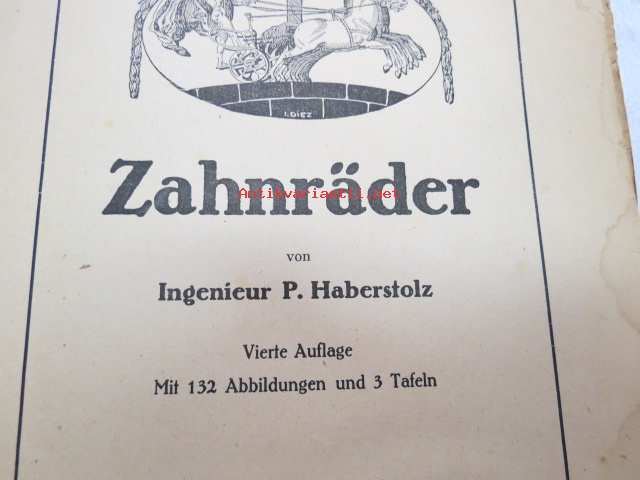 I. DIEZ
Zahnräder
Antikvariaatti.net
von
Ingenieur P. Haberstolz
Vierte Auflage
Mit 132 Abbildungen und 3 Tafeln